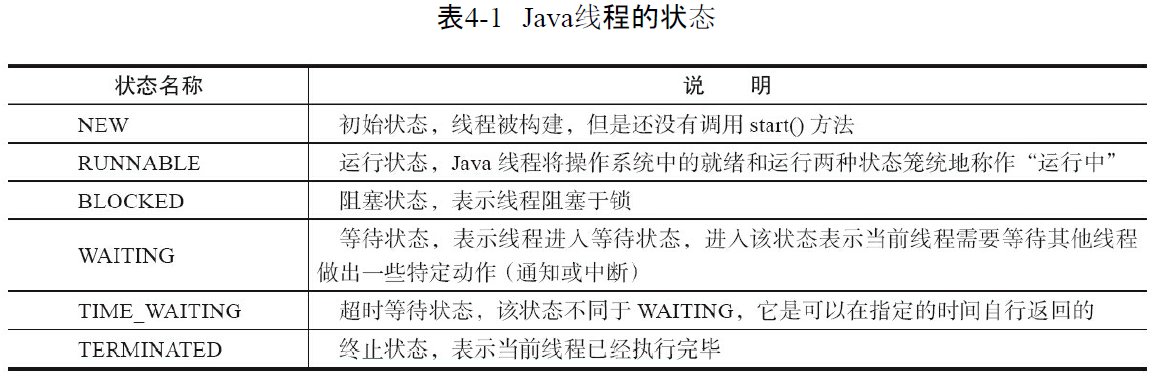 表4-1 Java线程的状态
状态名称 说 明
NEW 初始状态，线程被构建，但是还没有调用 start() 方法
RUNNABLE 运行状态，Java 线程将操作系统中的就绪和运行两种状态笼统地称作“运行中”
BLOCKED 阻塞状态，表示线程阻塞于锁
WAITING 等待状态，表示线程进入等待状态，进入该状态表示当前线程需要等待其他线程
做出一些特定动作（通知或中断）
TIME_WAITING 超时等待状态，该状态不同于 WAITING，它是可以在指定的时间自行返回的
TERMINATED 终止状态，表示当前线程已经执行完毕